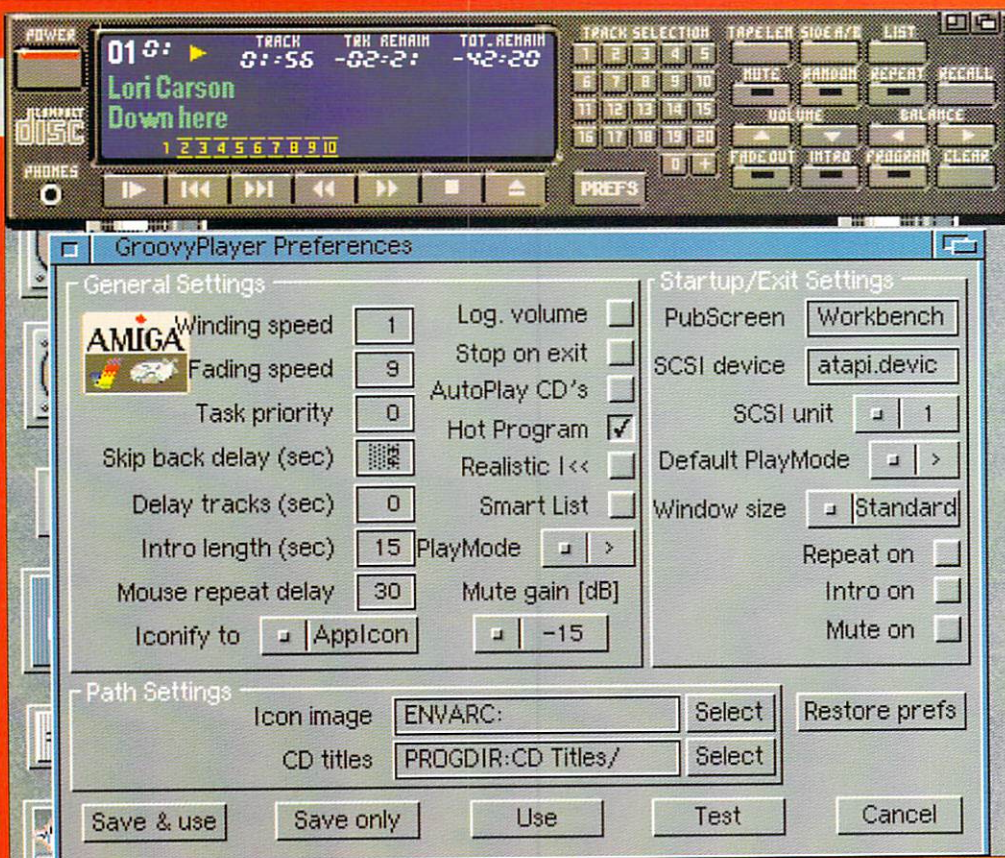 POWER
COMPACT
disc
PHONES
01 0: TRACK TRK REMAIN TOT.REMAIN
0:-56 -02:2: -42:20
Lori Carson
Down here
1 2 3 4 5 6 7 8 9 10
TRACK SELECTION
1 2 3 4 5
6 7 8 9 10
11 12 13 14 15
16 17 18 19 20
0 +
PREFS
TAPELEN SIDE A/B LIST
MUTE RANDOM REPEAT RECALL
VOLUME BALANCE
FADEOUT INTRO PROGRAM CLEAR
GroovyPlayer Preferences
General Settings
AMIGA
Winding speed 1
Fading speed 9
Task priority 0
Skip back delay (sec)
Delay tracks (sec) 0
Intro length (sec) 15
Mouse repeat delay 30
Iconify to AppIcon
Log. volume
Stop on exit
AutoPlay CD's
Hot Program
Realistic I<<
Smart List
PlayMode >
Mute gain [dB]
-15
Startup/Exit Settings
PubScreen Workbench
SCSI device atapi.devic
SCSI unit 1
Default PlayMode >
Window size Standard
Repeat on
Intro on
Mute on
Path Settings
Icon image ENVARC: Select
CD titles PROGDIR:CD Titles/ Select
Restore prefs
Save & use Save only Use Test Cancel